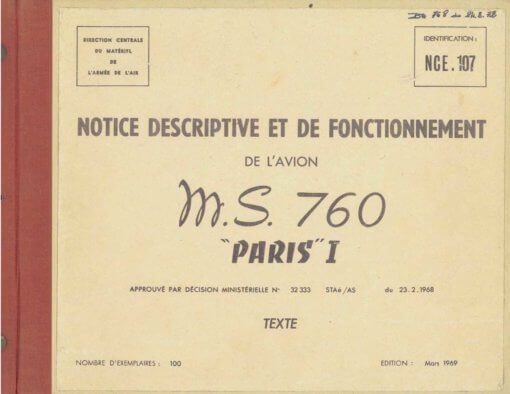 DIRECTION CENTRALE
DU MATÉRIEL
DE
L'ARMÉE DE L'AIR
IDENTIFICATION :
NCE.107
NOTICE DESCRIPTIVE ET DE FONCTIONNEMENT
DE L'AVION
M.S. 760
"PARIS" I
APPROUVÉ PAR DÉCISION MINISTÉRIELLE N° 32 333 STAé/AS du 23.2.1968
TEXTE
NOMBRE D'EXEMPLAIRES : 100
EDITION : Mars 1969